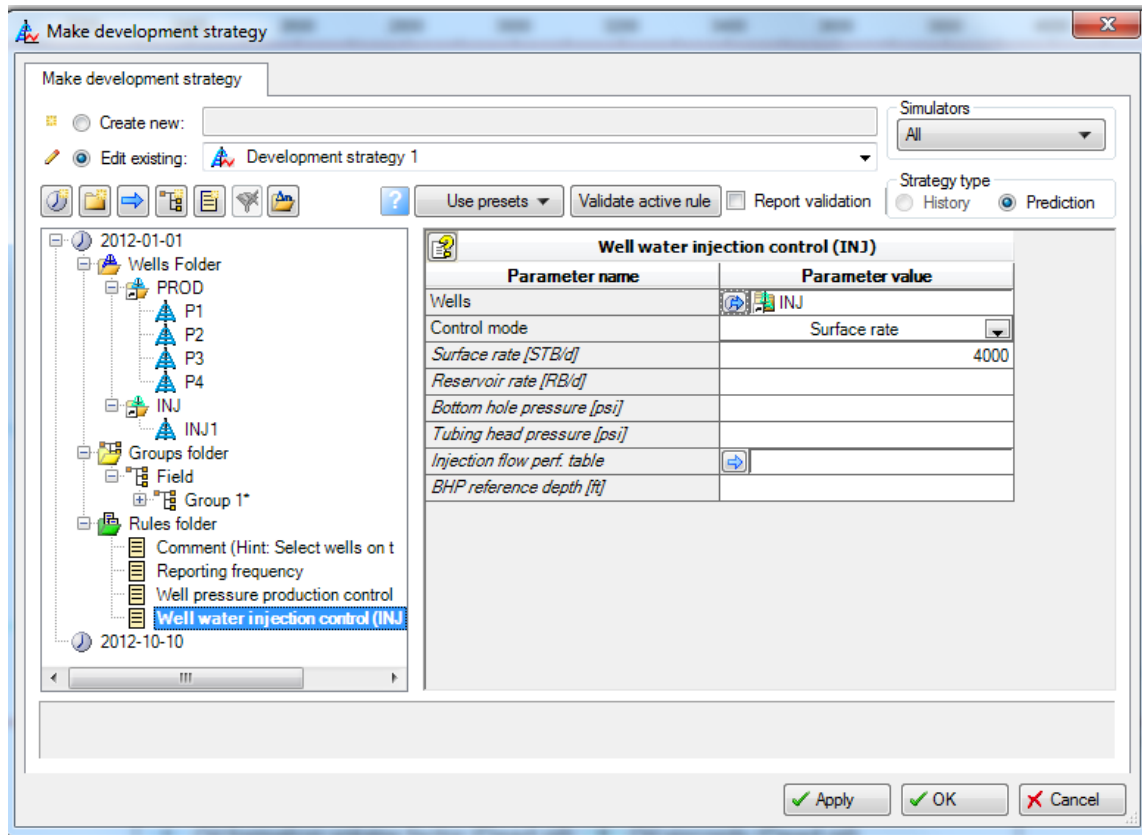 Make development strategy
Make development strategy
Create new:
Simulators
All
Edit existing: Development strategy 1
Use presets Validate active rule Report validation
Strategy type
History Prediction
2012-01-01
Wells Folder
PROD
P1
P2
P3
P4
INJ
INJ1
Groups folder
Field
Group 1*
Rules folder
Comment (Hint: Select wells on t
Reporting frequency
Well pressure production control
Well water injection control (INJ
2012-10-10
Well water injection control (INJ)
Parameter name Parameter value
Wells INJ
Control mode Surface rate
Surface rate [STB/d] 4000
Reservoir rate [RB/d]
Bottom hole pressure [psi]
Tubing head pressure [psi]
Injection flow perf. table
BHP reference depth [ft]
Apply OK Cancel